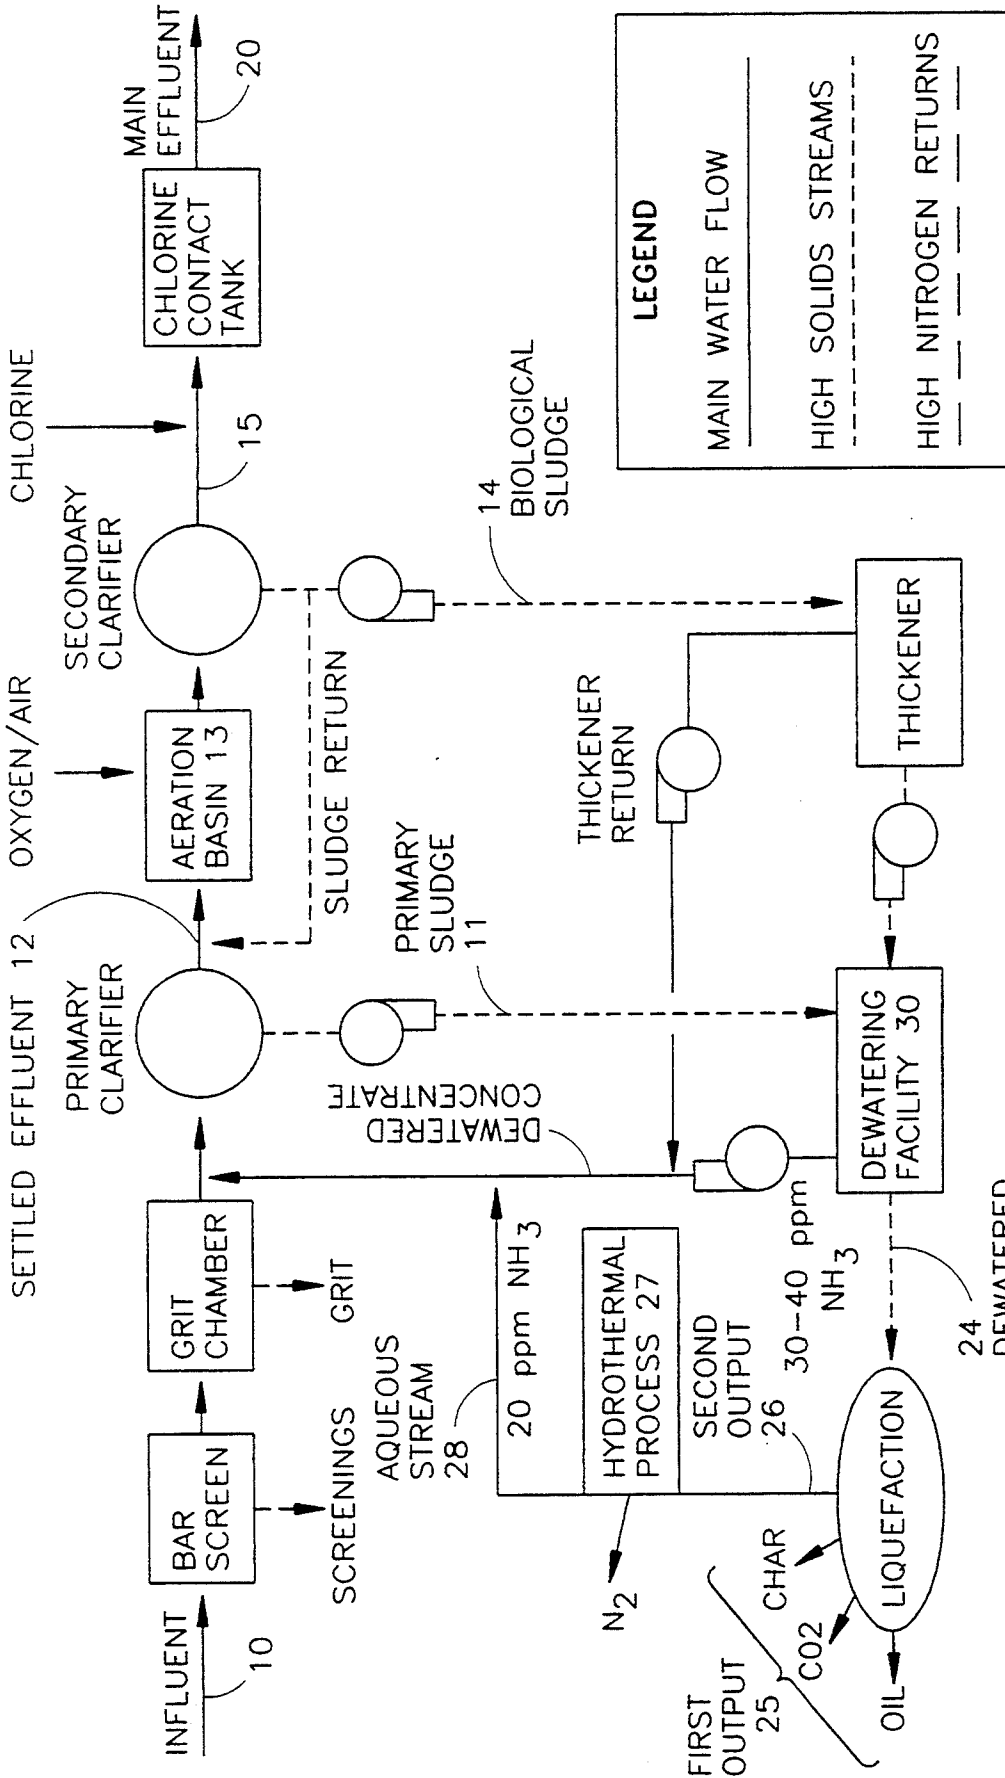 SETTLED EFFLUENT 12
OXYGEN/AIR
CHLORINE
PRIMARY
CLARIFIER
SECONDARY
CLARIFIER
MAIN
EFFLUENT
INFLUENT
10
BAR
SCREEN
GRIT
CHAMBER
AERATION
BASIN 13
15
CHLORINE
CONTACT
TANK
20
SCREENINGS
GRIT
SLUDGE RETURN
AQUEOUS
STREAM
28
DEWATERED
CONCENTRATE
PRIMARY
SLUDGE
11
14
BIOLOGICAL
SLUDGE
20 ppm NH3
THICKENER
RETURN
N2
HYDROTHERMAL
PROCESS 27
SECOND
OUTPUT
26
30-40 ppm
NH3
FIRST
OUTPUT
25
CHAR
CO2
OIL
LIQUEFACTION
24
DEWATERED
DEWATERING
FACILITY 30
THICKENER
LEGEND
MAIN WATER FLOW
HIGH SOLIDS STREAMS
HIGH NITROGEN RETURNS